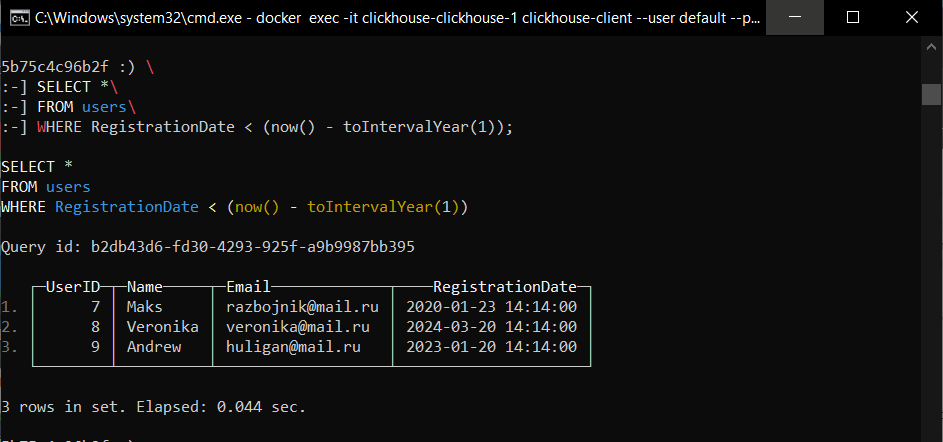 C:\Windows\system32\cmd.exe - docker  exec -it clickhouse-clickhouse-1 clickhouse-client --user default --p...
5b75c4c96b2f :) \
:-] SELECT *\
:-] FROM users\
:-] WHERE RegistrationDate < (now() - toIntervalYear(1));
SELECT *
FROM users
WHERE RegistrationDate < (now() - toIntervalYear(1))
Query id: b2db43d6-fd30-4293-925f-a9b9987bb395
UserID Name Email RegistrationDate
1. 7 Maks razbojnik@mail.ru 2020-01-23 14:14:00
2. 8 Veronika veronika@mail.ru 2024-03-20 14:14:00
3. 9 Andrew huligan@mail.ru 2023-01-20 14:14:00
3 rows in set. Elapsed: 0.044 sec.